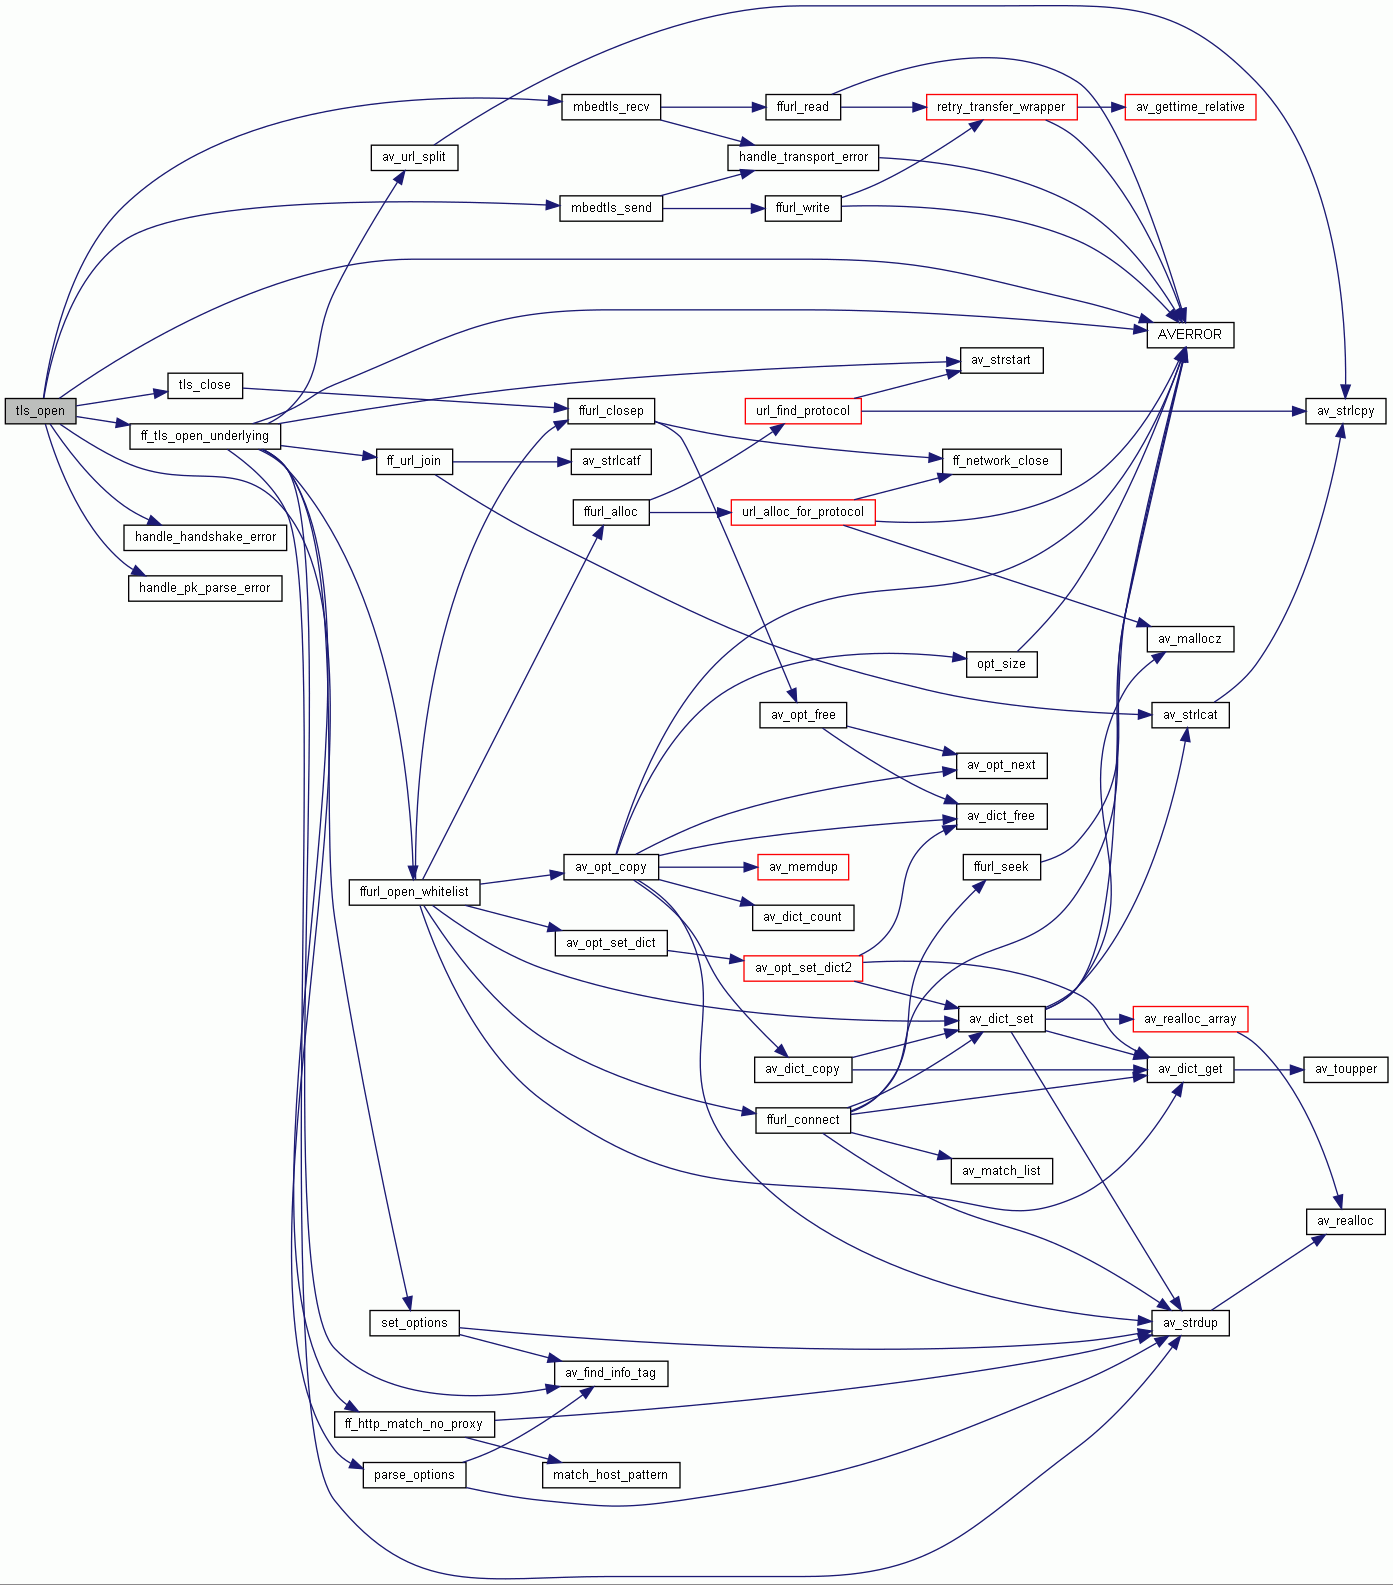 mbedtls_recv
ffurl_read
retry_transfer_wrapper
av_gettime_relative
av_url_split
handle_transport_error
mbedtls_send
ffurl_write
AVERROR
av_strstart
tls_close
tls_open
ffurl_closep
url_find_protocol
av_strlcpy
ff_tls_open_underlying
ff_url_join
av_strlcatf
ff_network_close
ffurl_alloc
url_alloc_for_protocol
handle_handshake_error
handle_pk_parse_error
av_mallocz
opt_size
av_opt_free
av_strlcat
av_opt_next
av_dict_free
av_opt_copy
av_memdup
ffurl_seek
ffurl_open_whitelist
av_dict_count
av_opt_set_dict
av_opt_set_dict2
av_dict_set
av_realloc_array
av_dict_copy
av_dict_get
av_toupper
ffurl_connect
av_match_list
av_realloc
set_options
av_strdup
av_find_info_tag
ff_http_match_no_proxy
parse_options
match_host_pattern